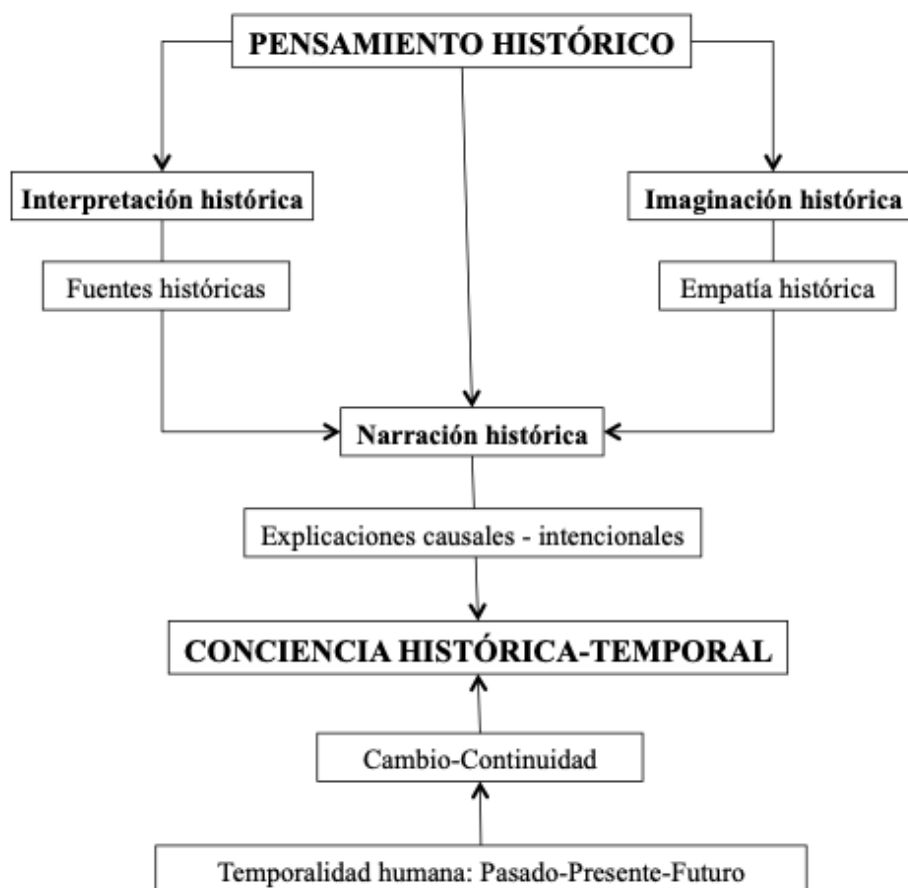 PENSAMIENTO HISTÓRICO
Interpretación histórica
Imaginación histórica
Fuentes históricas
Empatía histórica
Narración histórica
Explicaciones causales - intencionales
CONCIENCIA HISTÓRICA-TEMPORAL
Cambio-Continuidad
Temporalidad humana: Pasado-Presente-Futuro